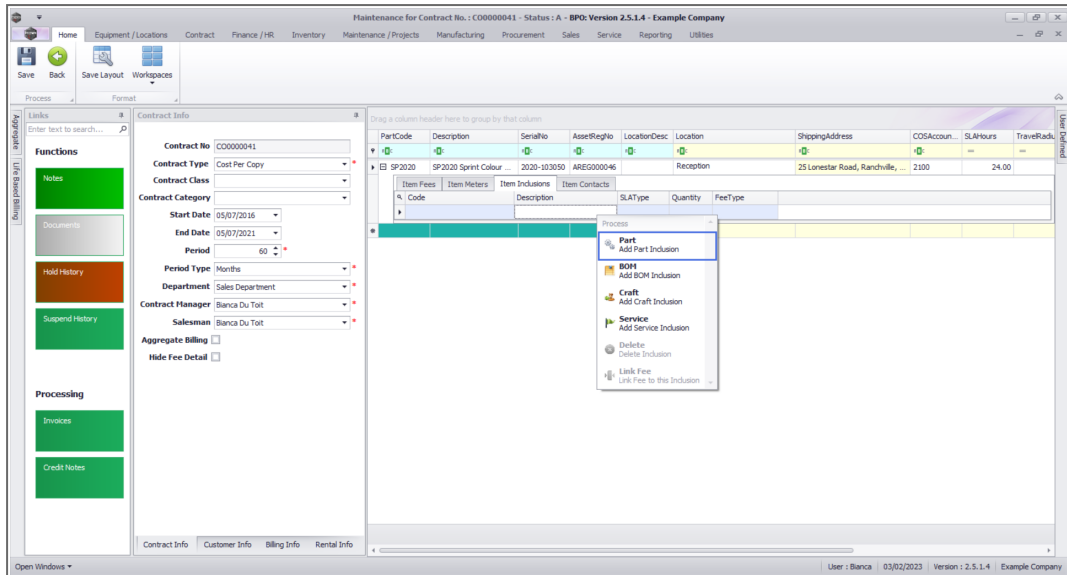 Maintenance for Contract No. : CO0000041 - Status : A - BPO: Version 2.5.1.4 - Example Company
Home Equipment / Locations Contract Finance / HR Inventory Maintenance / Projects Manufacturing Procurement Sales Service Reporting Utilities
Save Back Save Layout Workspaces
Process Format
Aggregate
Life Based Billing
Links
Enter text to search...
Functions
Notes
Documents
Hold History
Suspend History
Processing
Invoices
Credit Notes
Contract Info
Contract No CO0000041
Contract Type Cost Per Copy *
Contract Class
Contract Category
Start Date 05/07/2016
End Date 05/07/2021
Period 60 *
Period Type Months *
Department Sales Department *
Contract Manager Bianca Du Toit *
Salesman Bianca Du Toit *
Aggregate Billing
Hide Fee Detail
Contract Info Customer Info Billing Info Rental Info
Drag a column header here to group by that column
PartCode Description SerialNo AssetRegNo LocationDesc Location ShippingAddress COSAccoun... SLAHours TravelRadiu
SP2020 SP2020 Sprint Colour ... 2020-103050 AREG000046 Reception 25 Lonestar Road, Ranchville, ... 2100 24.00
Item Fees Item Meters Item Inclusions Item Contacts
Code Description SLAType Quantity FeeType
Process
Part
Add Part Inclusion
BOM
Add BOM Inclusion
Craft
Add Craft Inclusion
Service
Add Service Inclusion
Delete
Delete Inclusion
Link Fee
Link Fee to this Inclusion
User Defined
Open Windows
User : Bianca 03/02/2023 Version : 2.5.1.4 Example Company